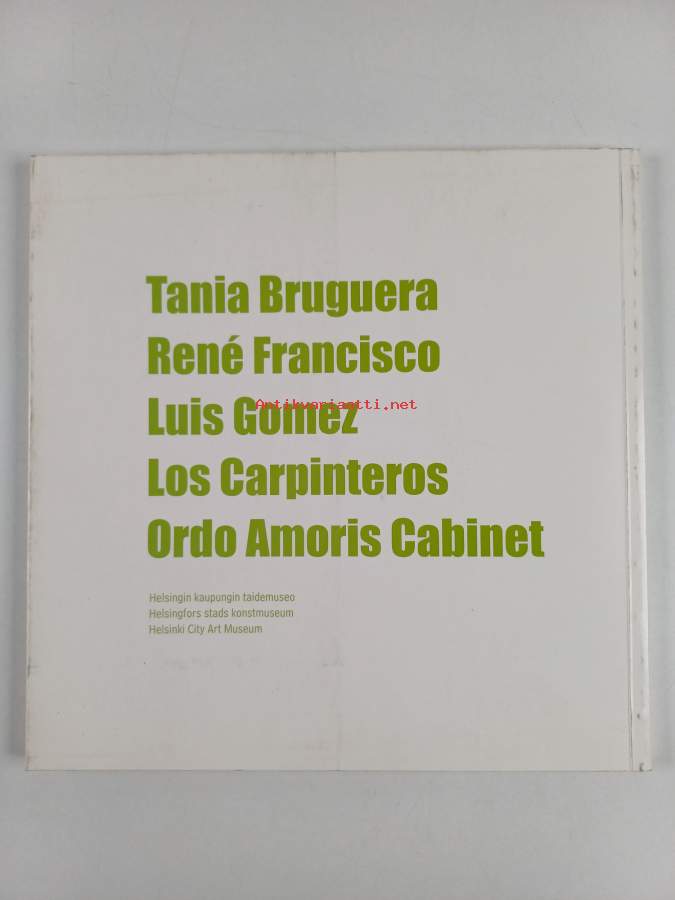 Tania Bruguera
René Francisco
Luis Gómez
Antikvariaatti.net
Los Carpinteros
Ordo Amoris Cabinet
Helsingin kaupungin taidemuseo
Helsingfors stads konstmuseum
Helsinki City Art Museum